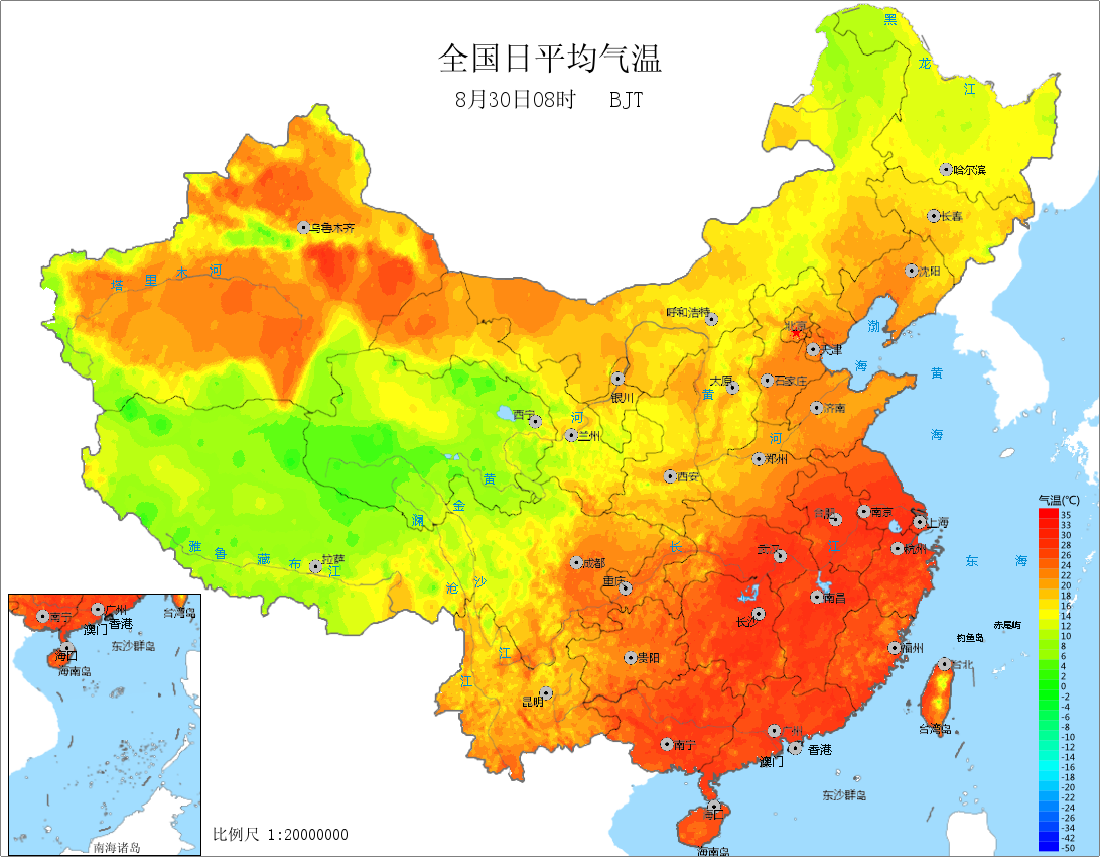 全国日平均气温
8月30日08时 BJT
黑
龙
江
哈尔滨
长春
沈阳
乌鲁木齐
塔 里 木 河
呼和浩特
北京
天津
渤
海
黄
海
银川
太原
石家庄
黄
济南
河
西宁
河
兰州
郑州
西安
黄
金
澜
合肥
南京
上海
雅 鲁 藏 布 江
拉萨
长
江
武汉
杭州
东 海
成都
重庆
沧
沙
南昌
长沙
江
江
贵阳
昆明
福州
钓鱼岛
赤尾屿
台北
台湾岛
南宁
广州
澳门
香港
东沙群岛
海口
海南岛
气温(℃)
35
33
30
28
26
24
22
20
18
16
14
12
10
8
6
4
2
0
-2
-4
-6
-8
-10
-12
-14
-16
-18
-20
-22
-24
-26
-34
-42
-50
南宁
广州
澳门
香港
台湾岛
东沙群岛
海口
海南岛
南海诸岛
比例尺 1:20000000